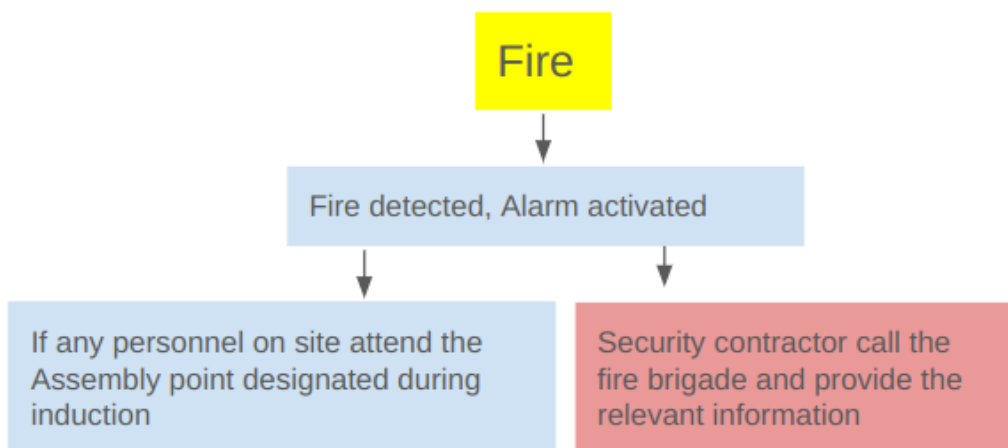 Fire
Fire detected, Alarm activated
If any personnel on site attend the
Assembly point designated during
induction
Security contractor call the
fire brigade and provide the
relevant information